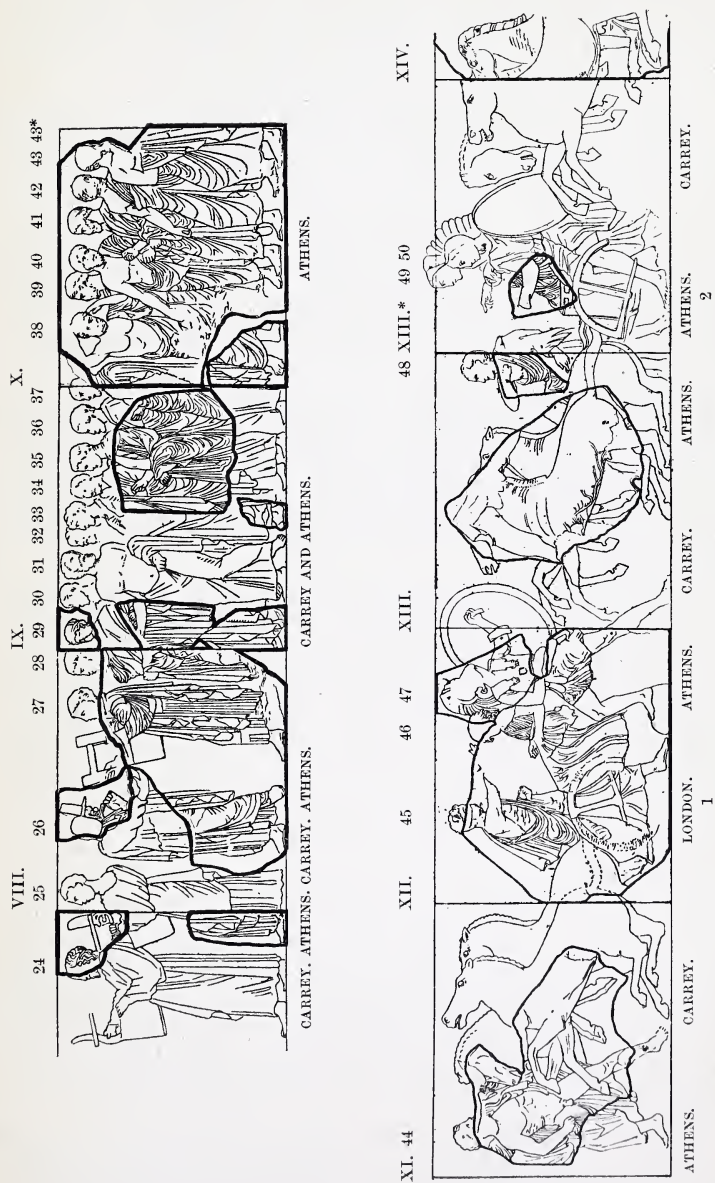 VIII. IX. X.
24 25 26 27 28 29 30 31 32 33 34 35 36 37 38 39 40 41 42 43 43*
CARREY. ATHENS. CARREY. ATHENS. CARREY AND ATHENS. ATHENS.
XI. 44 XII. 45 46 47 XIII. 48 XIII.* 49 50 XIV.
ATHENS. CARREY. LONDON. ATHENS. CARREY. ATHENS. ATHENS. CARREY.
1 2